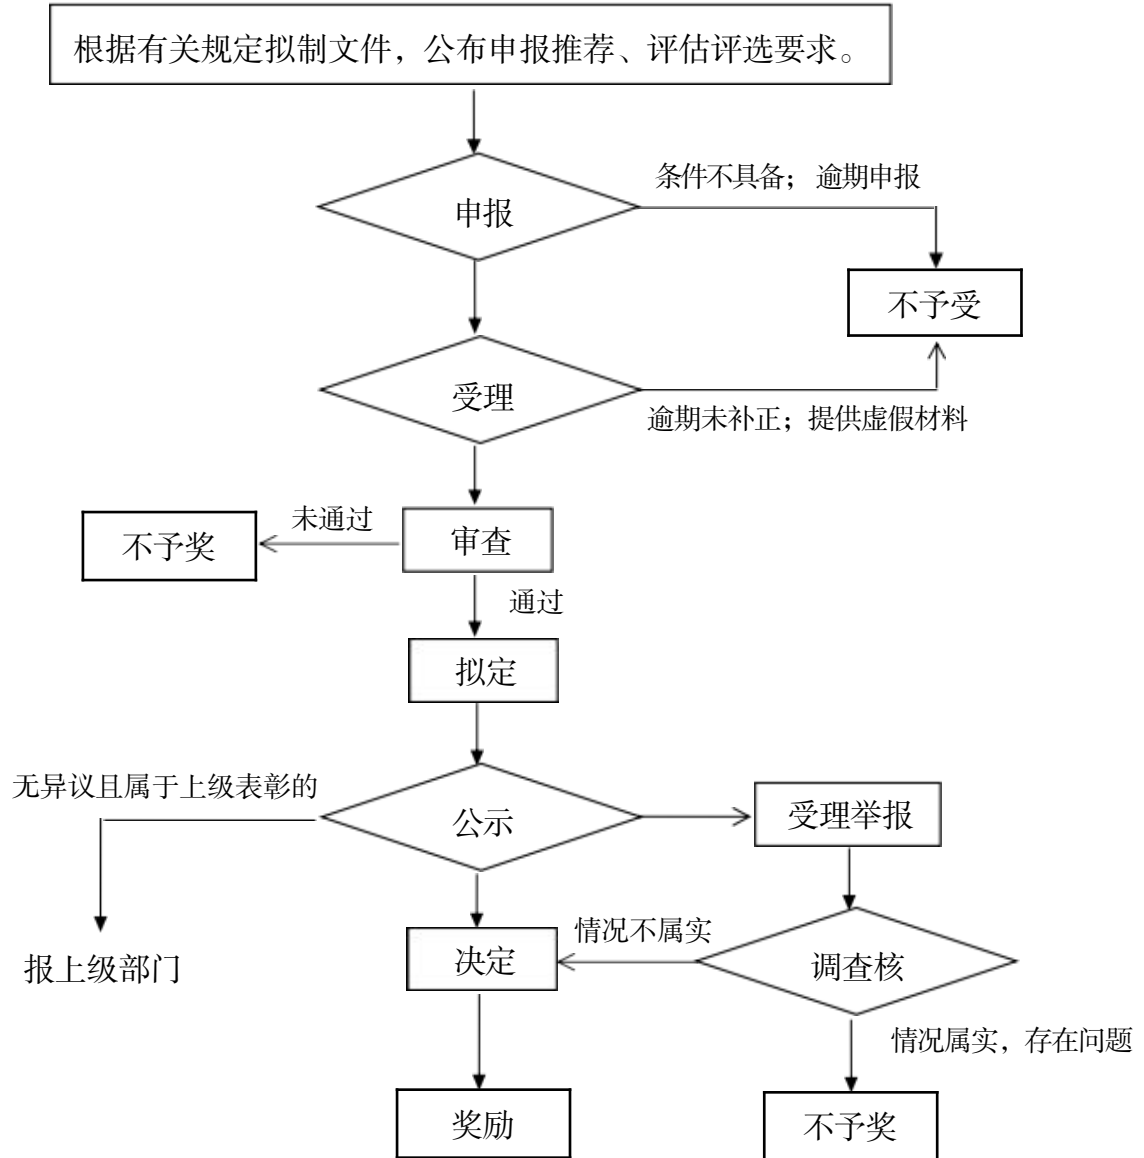 根据有关规定拟制文件，公布申报推荐、评估评选要求。
条件不具备；逾期申报
申报
不予受
受理
逾期未补正；提供虚假材料
未通过
不予奖
审查
通过
拟定
无异议且属于上级表彰的
公示
受理举报
情况不属实
报上级部门
决定
调查核
情况属实，存在问题
奖励
不予奖